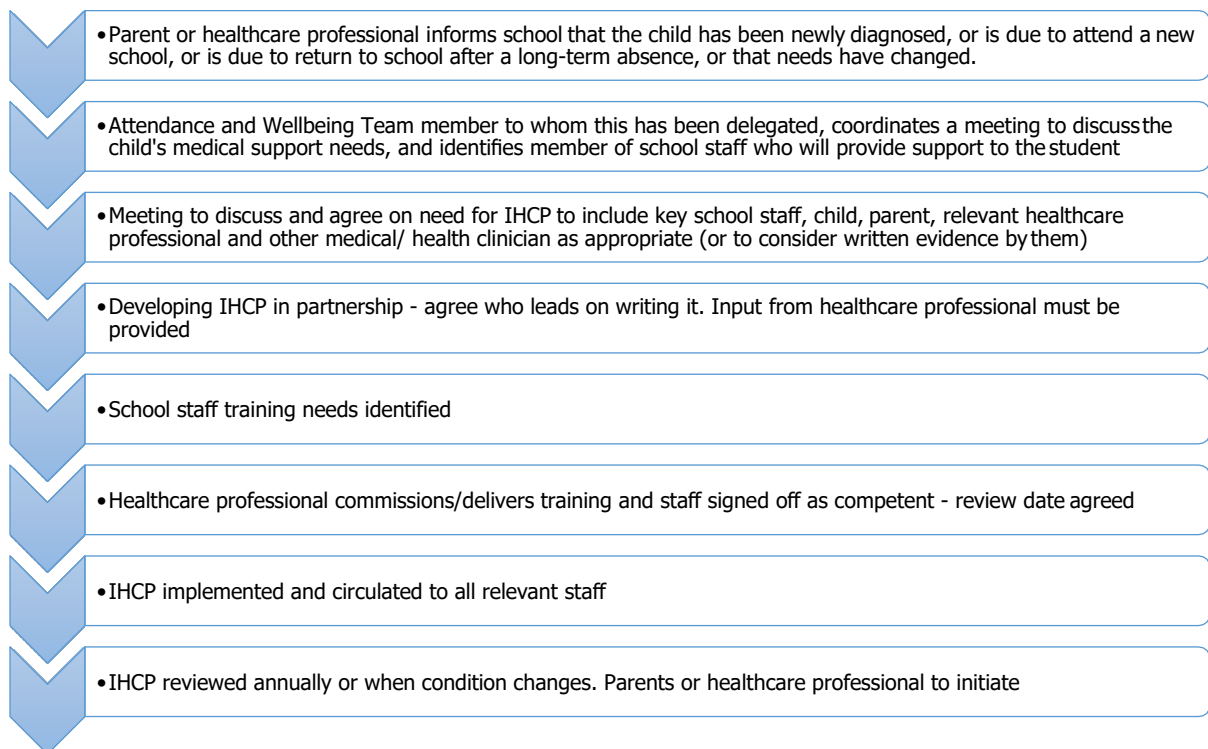 •Parent or healthcare professional informs school that the child has been newly diagnosed, or is due to attend a new
school, or is due to return to school after a long-term absence, or that needs have changed.
•Attendance and Wellbeing Team member to whom this has been delegated, coordinates a meeting to discuss the
child's medical support needs, and identifies member of school staff who will provide support to the student
•Meeting to discuss and agree on need for IHCP to include key school staff, child, parent, relevant healthcare
professional and other medical/ health clinician as appropriate (or to consider written evidence by them)
•Developing IHCP in partnership - agree who leads on writing it. Input from healthcare professional must be
provided
•School staff training needs identified
•Healthcare professional commissions/delivers training and staff signed off as competent - review date agreed
•IHCP implemented and circulated to all relevant staff
•IHCP reviewed annually or when condition changes. Parents or healthcare professional to initiate